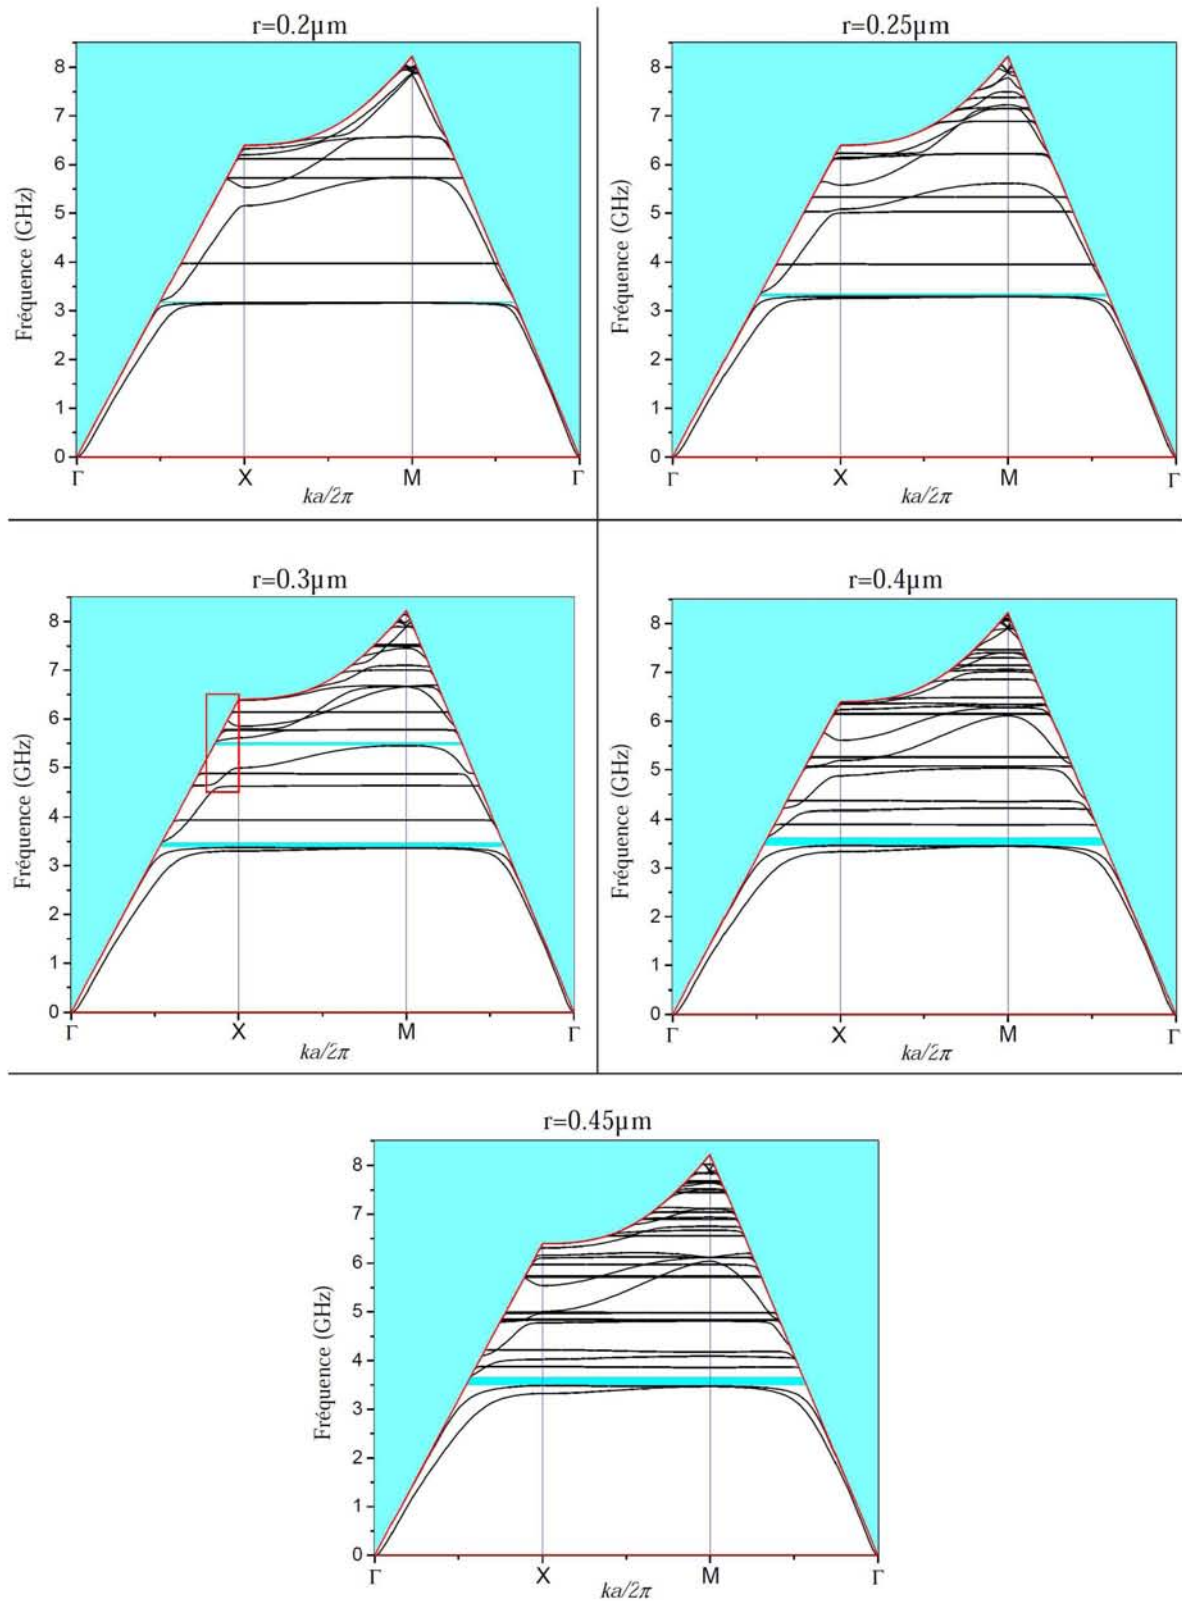 r=0.2µm
8
7
6
5
4
3
2
1
0
Fréquence (GHz)
Γ X M Γ
ka/2π
r=0.25µm
8
7
6
5
4
3
2
1
0
Fréquence (GHz)
Γ X M Γ
ka/2π
r=0.3µm
8
7
6
5
4
3
2
1
0
Fréquence (GHz)
Γ X M Γ
ka/2π
r=0.4µm
8
7
6
5
4
3
2
1
0
Fréquence (GHz)
Γ X M Γ
ka/2π
r=0.45µm
8
7
6
5
4
3
2
1
0
Fréquence (GHz)
Γ X M Γ
ka/2π